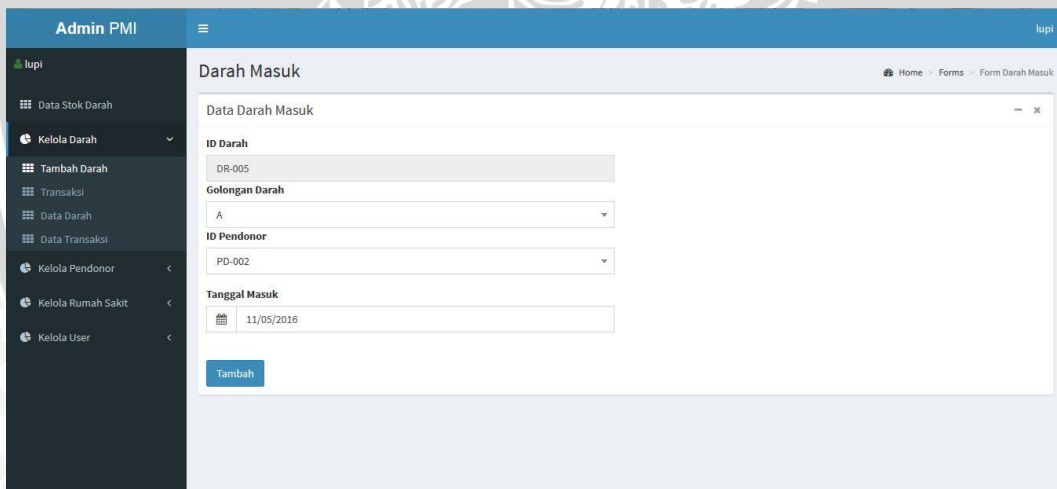 Admin PMI
lupi
lupi
Data Stok Darah
Kelola Darah
Tambah Darah
Transaksi
Data Darah
Data Transaksi
Kelola Pendonor
Kelola Rumah Sakit
Kelola User
Darah Masuk
Home > Forms > Form Darah Masuk
Data Darah Masuk
ID Darah
DR-005
Golongan Darah
A
ID Pendonor
PD-002
Tanggal Masuk
11/05/2016
Tambah